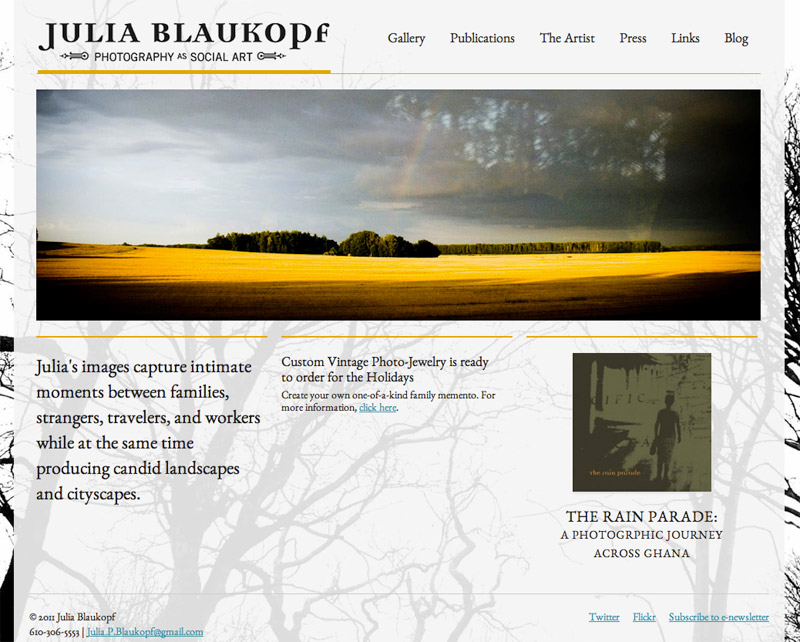 JULIA BLAUKOPF
PHOTOGRAPHY AS SOCIAL ART
Gallery Publications The Artist Press Links Blog
Julia's images capture intimate
moments between families,
strangers, travelers, and workers
while at the same time
producing candid landscapes
and cityscapes.
Custom Vintage Photo-Jewelry is ready
to order for the Holidays
Create your own one-of-a-kind family memento. For
more information, click here.
the rain parade
THE RAIN PARADE:
A PHOTOGRPHIC JOURNEY
ACROSS GHANA
© 2011 Julia Blaukopf
610-306-5553 | Julia.P.Blaukopf@gmail.com
Twitter Flickr Subscribe to e-newsletter